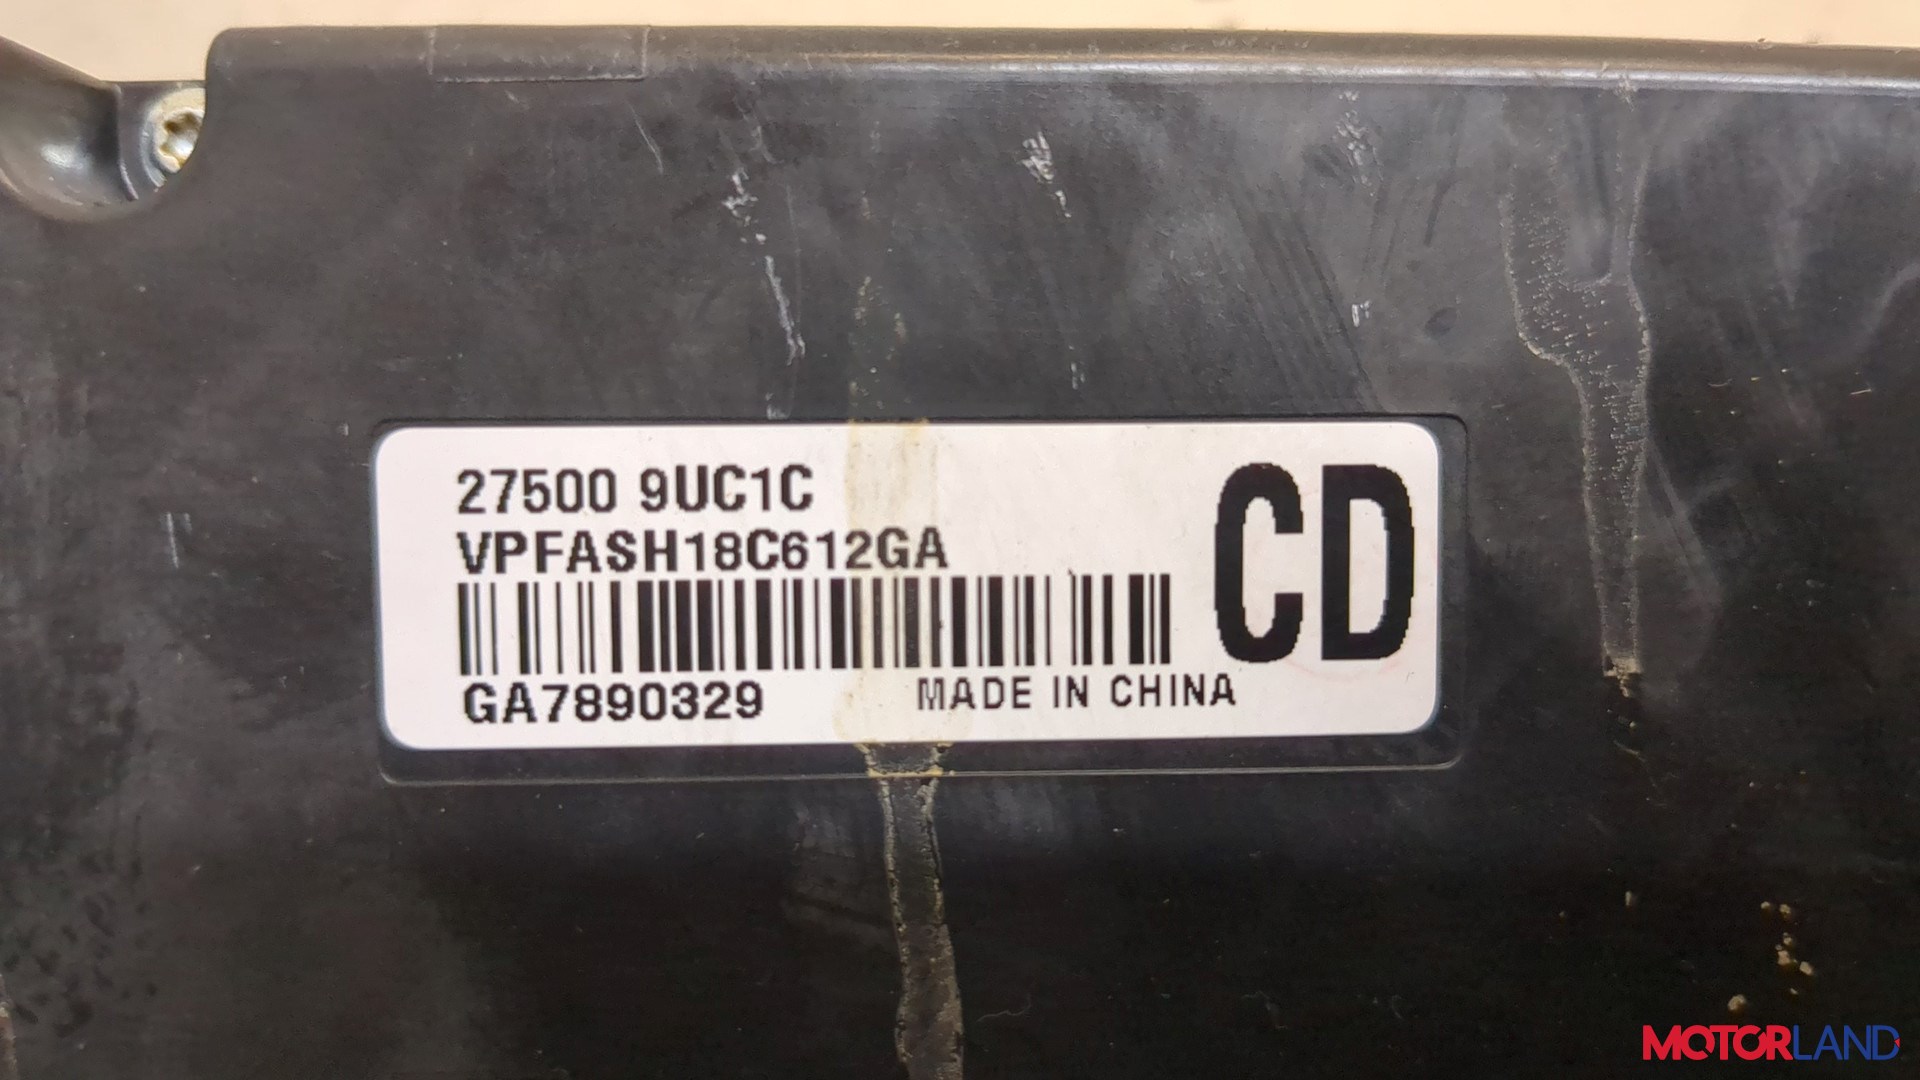 27500 9UC1C
VPFASH18C612GA
CD
GA7890329
MADE IN CHINA
MOTORLAND